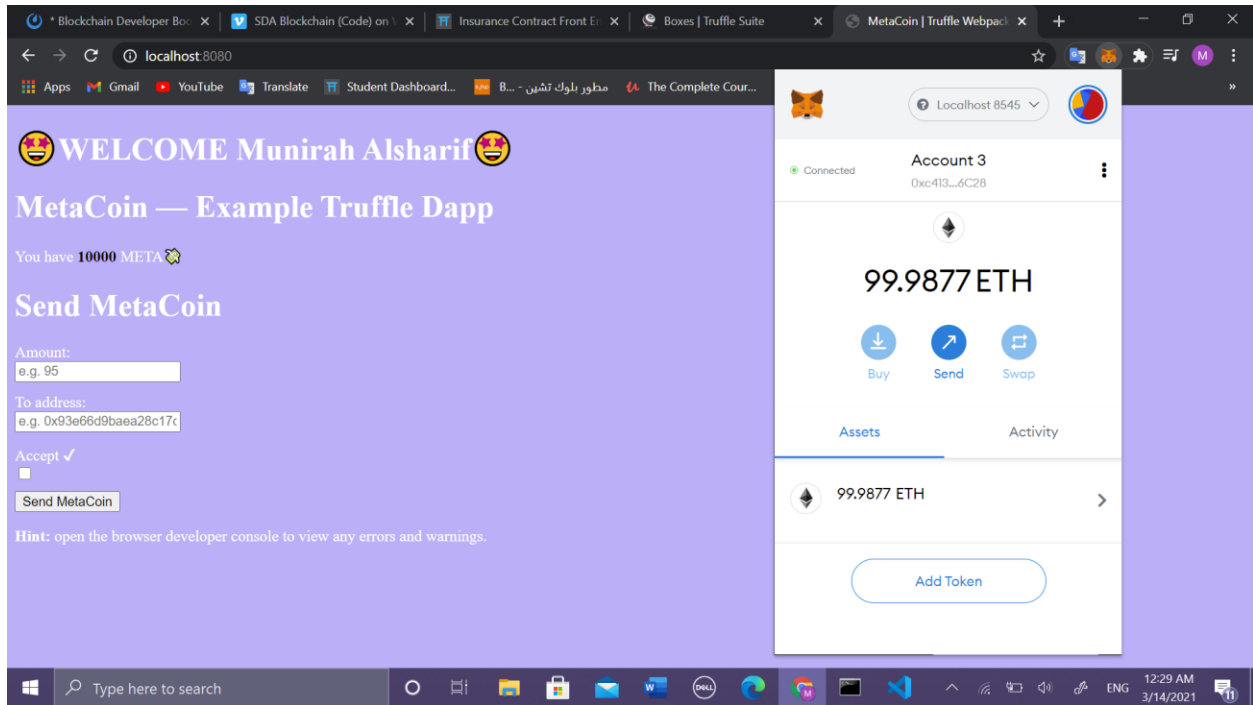 * Blockchain Developer Boo
SDA Blockchain (Code) on V
Insurance Contract Front En
Boxes | Truffle Suite
MetaCoin | Truffle Webpack
localhost:8080
Apps
Gmail
YouTube
Translate
Student Dashboard...
مطور بلوك تشين - B...
The Complete Cour...
M
»
🤩WELCOME Munirah Alsharif🤩
MetaCoin — Example Truffle Dapp
You have 10000 META
Send MetaCoin
Amount:
e.g. 95
To address:
e.g. 0x93e66d9baea28c17c
Accept ✓
Send MetaCoin
Hint: open the browser developer console to view any errors and warnings.
Localhost 8545
Connected
Account 3
0xc413...6C28
99.9877 ETH
Buy
Send
Swap
Assets
Activity
99.9877 ETH
Add Token
Type here to search
DELL
ENG
12:29 AM
3/14/2021
11